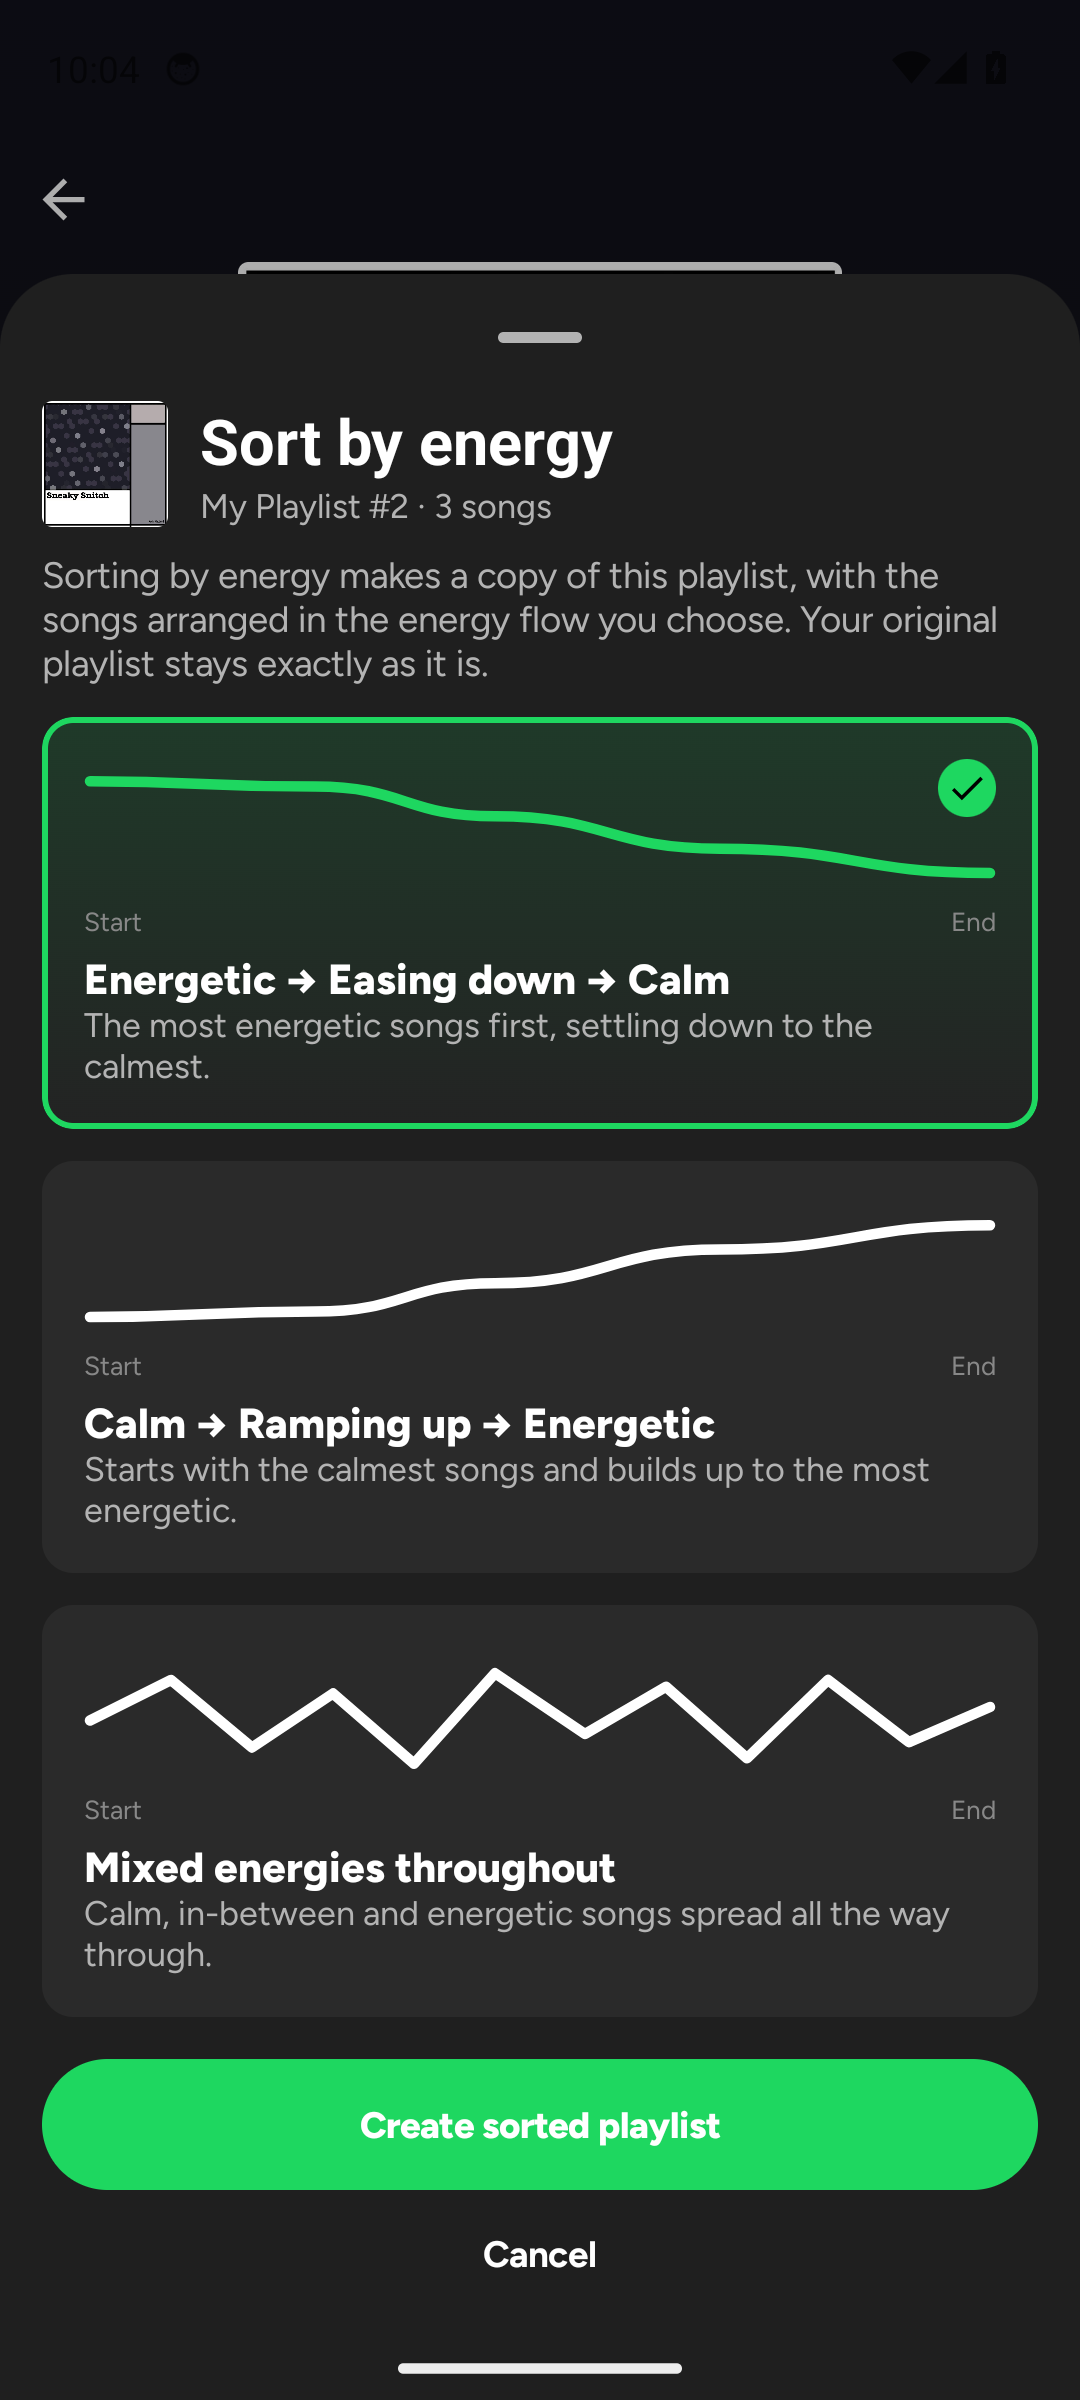 10:04
Sneaky Snitch
Sort by energy
My Playlist #2 · 3 songs
Sorting by energy makes a copy of this playlist, with the
songs arranged in the energy flow you choose. Your original
playlist stays exactly as it is.
Start
End
Energetic → Easing down → Calm
The most energetic songs first, settling down to the
calmest.
Start
End
Calm → Ramping up → Energetic
Starts with the calmest songs and builds up to the most
energetic.
Start
End
Mixed energies throughout
Calm, in-between and energetic songs spread all the way
through.
Create sorted playlist
Cancel